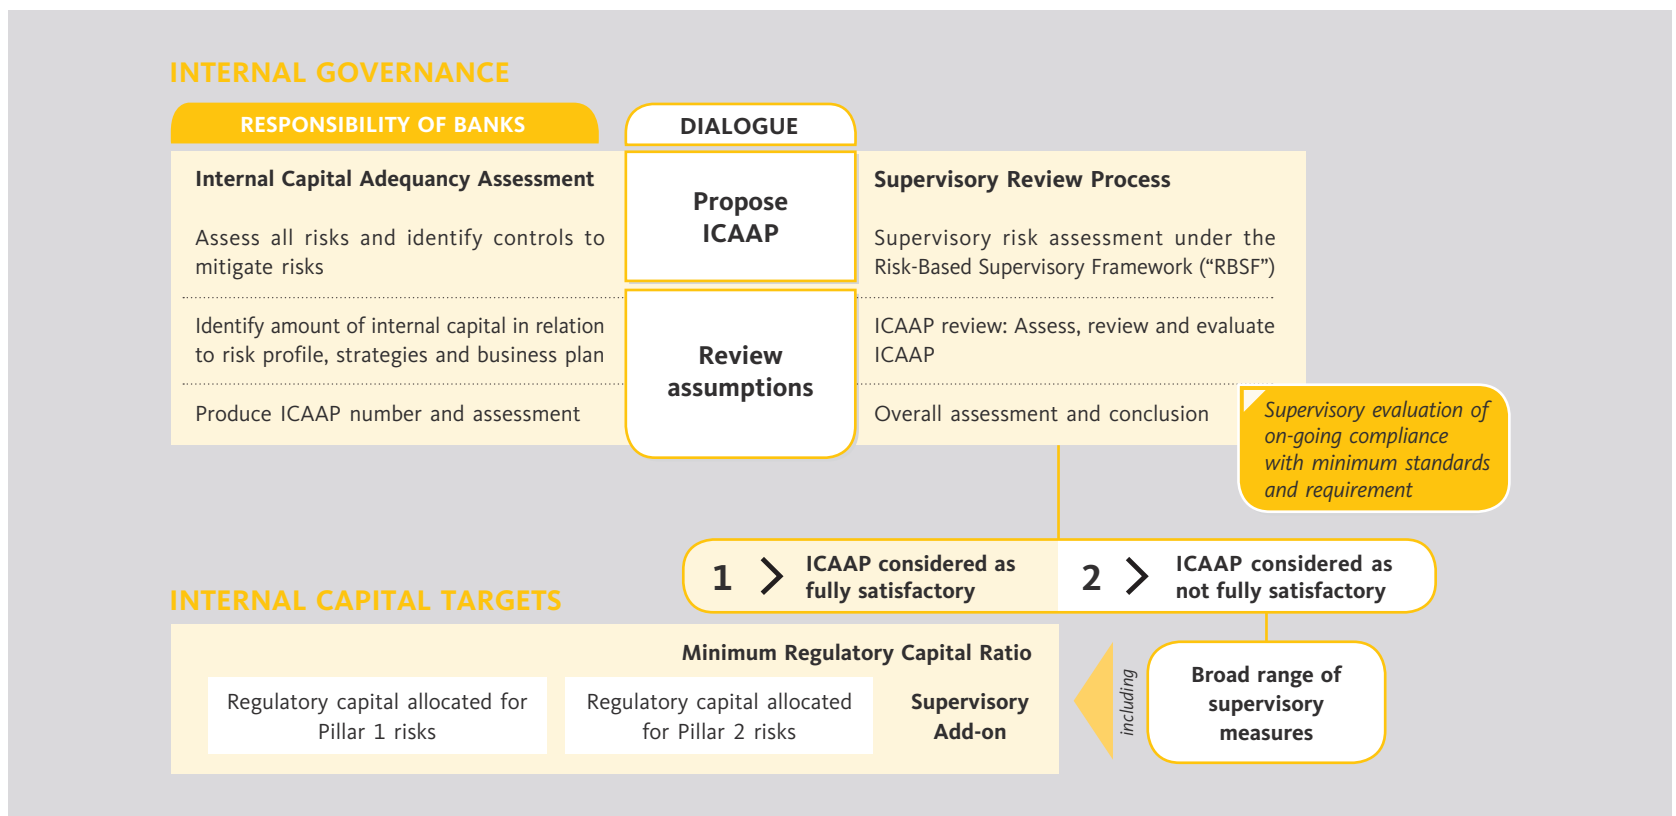 INTERNAL GOVERNANCE
RESPONSIBILITY OF BANKS
DIALOGUE
Internal Capital Adequancy Assessment
Assess all risks and identify controls to
mitigate risks
Identify amount of internal capital in relation
to risk profile, strategies and business plan
Produce ICAAP number and assessment
Propose
ICAAP
Review
assumptions
Supervisory Review Process
Supervisory risk assessment under the
Risk-Based Supervisory Framework (“RBSF”)
ICAAP review: Assess, review and evaluate
ICAAP
Overall assessment and conclusion
Supervisory evaluation of
on-going compliance
with minimum standards
and requirement
1
ICAAP considered as
fully satisfactory
2
ICAAP considered as
not fully satisfactory
INTERNAL CAPITAL TARGETS
Minimum Regulatory Capital Ratio
Regulatory capital allocated for
Pillar 1 risks
Regulatory capital allocated
for Pillar 2 risks
Supervisory
Add-on
including
Broad range of
supervisory
measures